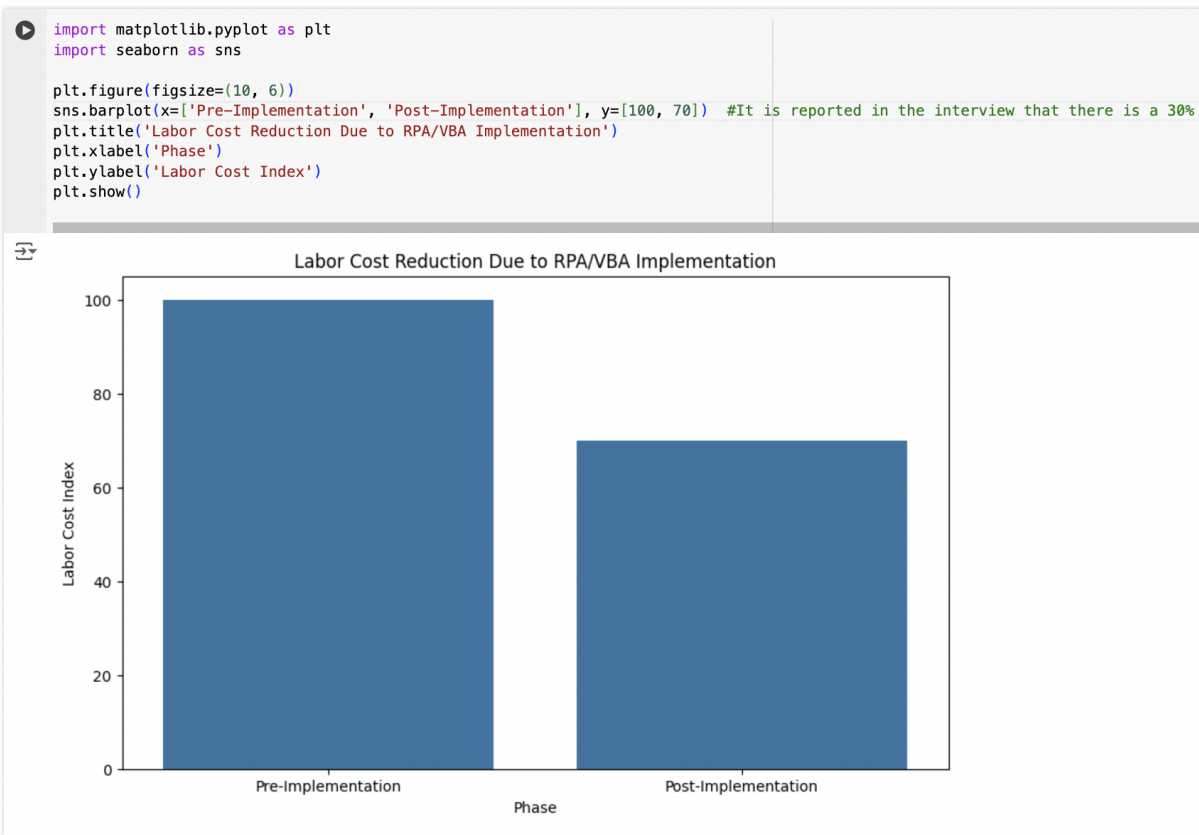 import matplotlib.pyplot as plt
import seaborn as sns
plt.figure(figsize=(10, 6))
sns.barplot(x=['Pre-Implementation', 'Post-Implementation'], y=[100, 70])  #It is reported in the interview that there is a 30%
plt.title('Labor Cost Reduction Due to RPA/VBA Implementation')
plt.xlabel('Phase')
plt.ylabel('Labor Cost Index')
plt.show()
Labor Cost Reduction Due to RPA/VBA Implementation
100
80
60
40
20
0
Labor Cost Index
Pre-Implementation Post-Implementation
Phase